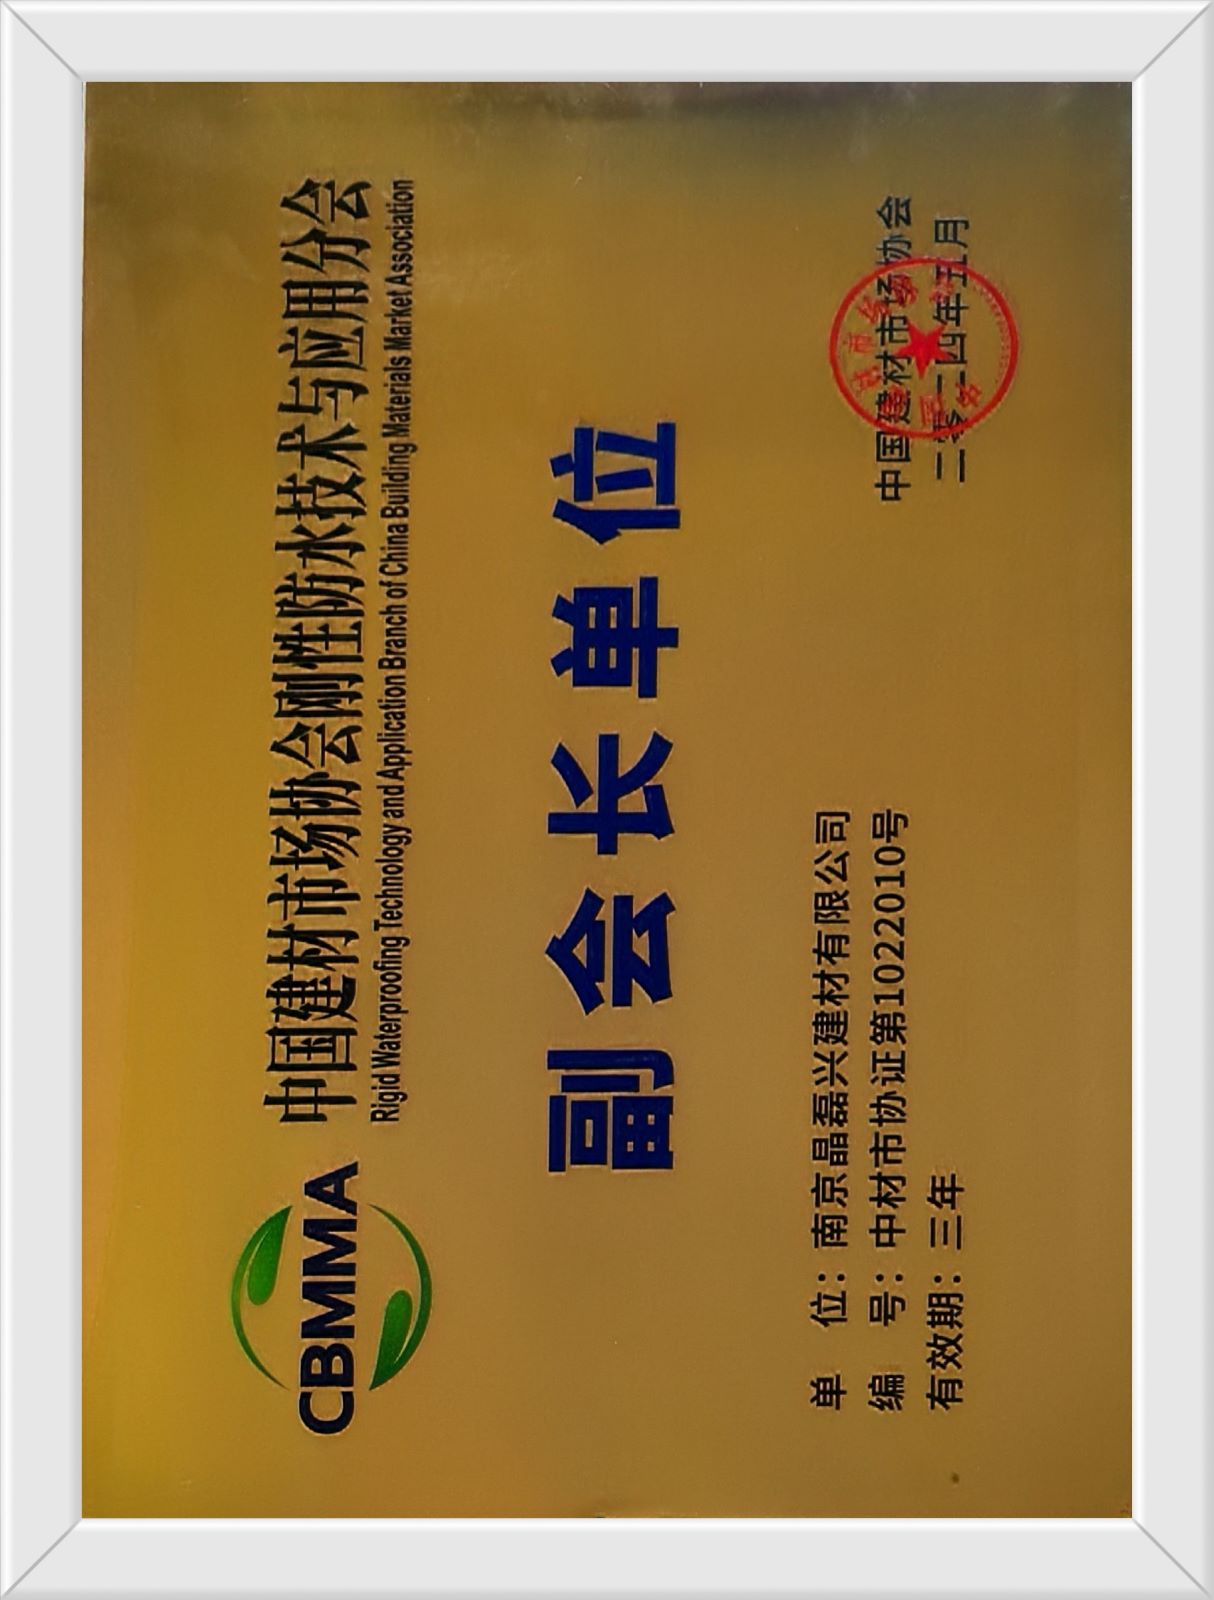 CBMMA
中国建材市场协会刚性防水技术与应用分会
Rigid Waterproofing Technology and Application Branch of China Building Materials Market Association
副会长单位
单 位：南京晶磊兴建材有限公司
编 号：中材市协证第1022010号
有效期：三年
中国建材市场协会
二零二四年五月